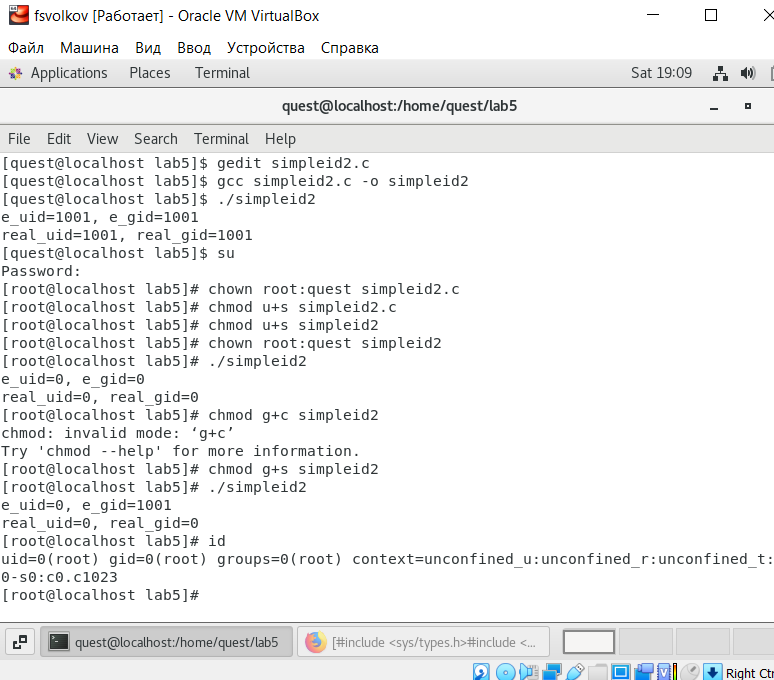 fsvolkov [Работает] - Oracle VM VirtualBox
Файл Машина Вид Ввод Устройства Справка
Applications Places Terminal Sat 19:09
quest@localhost:/home/quest/lab5
File Edit View Search Terminal Help
[quest@localhost lab5]$ gedit simpleid2.c
[quest@localhost lab5]$ gcc simpleid2.c -o simpleid2
[quest@localhost lab5]$ ./simpleid2
e_uid=1001, e_gid=1001
real_uid=1001, real_gid=1001
[quest@localhost lab5]$ su
Password:
[root@localhost lab5]# chown root:quest simpleid2.c
[root@localhost lab5]# chmod u+s simpleid2.c
[root@localhost lab5]# chmod u+s simpleid2
[root@localhost lab5]# chown root:quest simpleid2
[root@localhost lab5]# ./simpleid2
e_uid=0, e_gid=0
real_uid=0, real_gid=0
[root@localhost lab5]# chmod g+c simpleid2
chmod: invalid mode: ‘g+c’
Try 'chmod --help' for more information.
[root@localhost lab5]# chmod g+s simpleid2
[root@localhost lab5]# ./simpleid2
e_uid=0, e_gid=1001
real_uid=0, real_gid=0
[root@localhost lab5]# id
uid=0(root) gid=0(root) groups=0(root) context=unconfined_u:unconfined_r:unconfined_t:
0-s0:c0.c1023
[root@localhost lab5]#
quest@localhost:/home/quest/lab5 [#include <sys/types.h>#include <...
Right Ctr